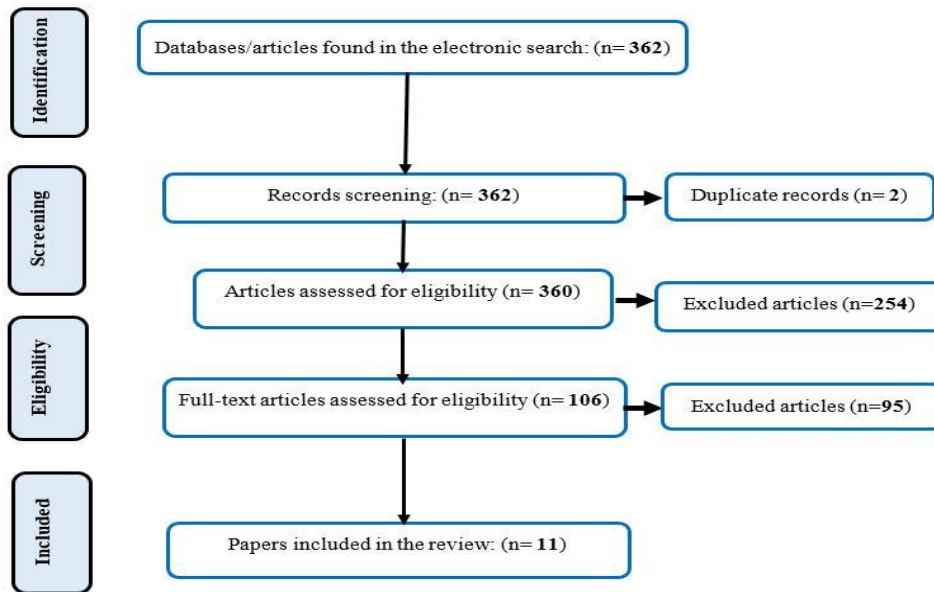 Identification
Databases/articles found in the electronic search: (n= 362)
Screening
Records screening: (n= 362)
Duplicate records (n= 2)
Articles assessed for eligibility (n= 360)
Excluded articles (n=254)
Eligibility
Full-text articles assessed for eligibility (n= 106)
Excluded articles (n=95)
Included
Papers included in the review: (n= 11)